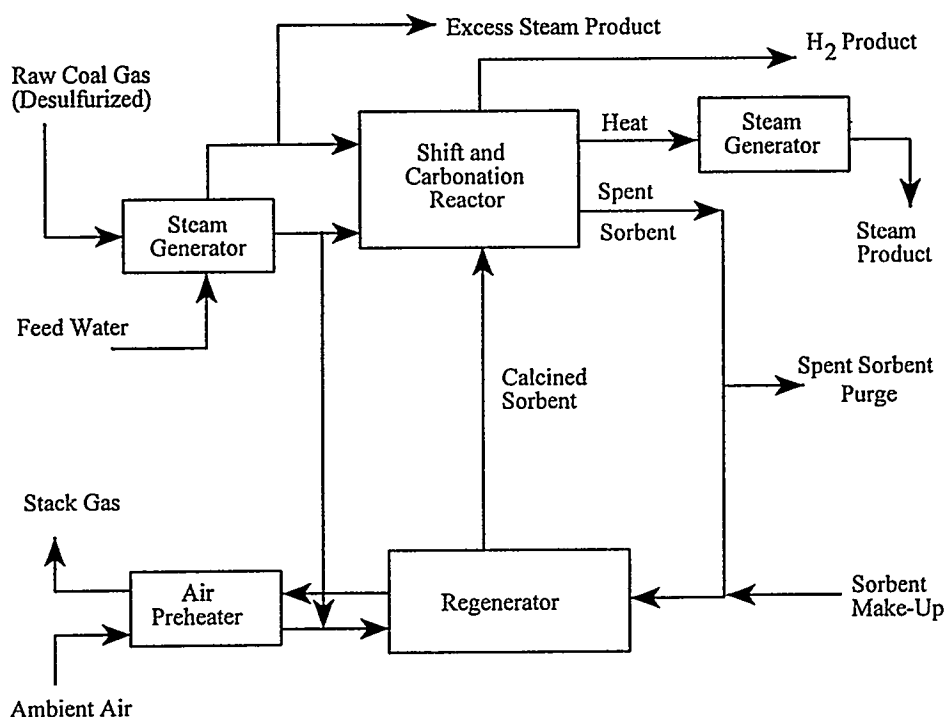 Excess Steam Product
H2 Product
Raw Coal Gas
(Desulfurized)
Shift and
Carbonation
Reactor
Heat
Steam
Generator
Spent
Sorbent
Steam
Generator
Steam
Product
Feed Water
Calcined
Sorbent
Spent Sorbent
Purge
Stack Gas
Air
Preheater
Regenerator
Sorbent
Make-Up
Ambient Air